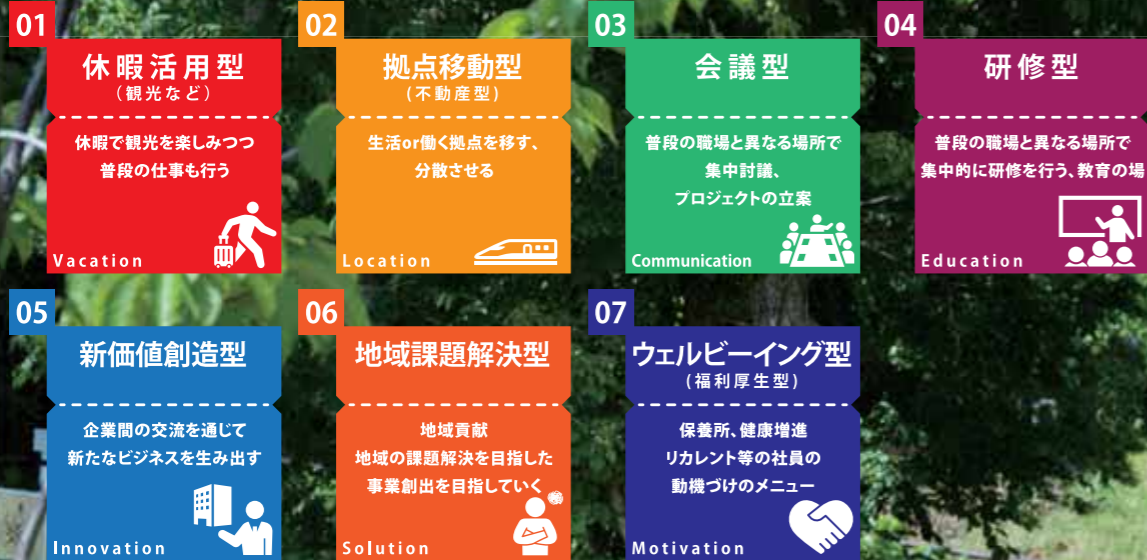 01
休暇活用型
(観光など)
休暇で観光を楽しみつつ
普段の仕事も行う
Vacation
02
拠点移動型
(不動産型)
生活or働く拠点を移す、
分散させる
Location
03
会議型
普段の職場と異なる場所で
集中討議、
プロジェクトの立案
Communication
04
研修型
普段の職場と異なる場所で
集中的に研修を行う、教育の場
Education
05
新価値創造型
企業間の交流を通じて
新たなビジネスを生み出す
Innovation
06
地域課題解決型
地域貢献
地域の課題解決を目指した
事業創出を目指していく
Solution
07
ウェルビーイング型
(福利厚生型)
保養所、健康増進
リカレント等の社員の
動機づけのメニュー
Motivation